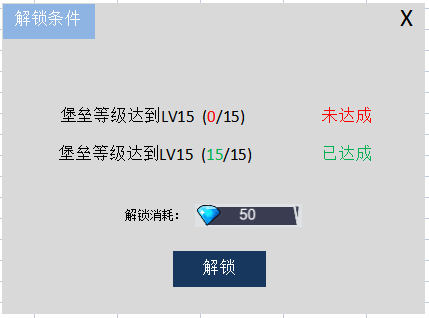 解锁条件 X
堡垒等级达到LV15 (0/15) 未达成
堡垒等级达到LV15 (15/15) 已达成
解锁消耗： 50
解锁